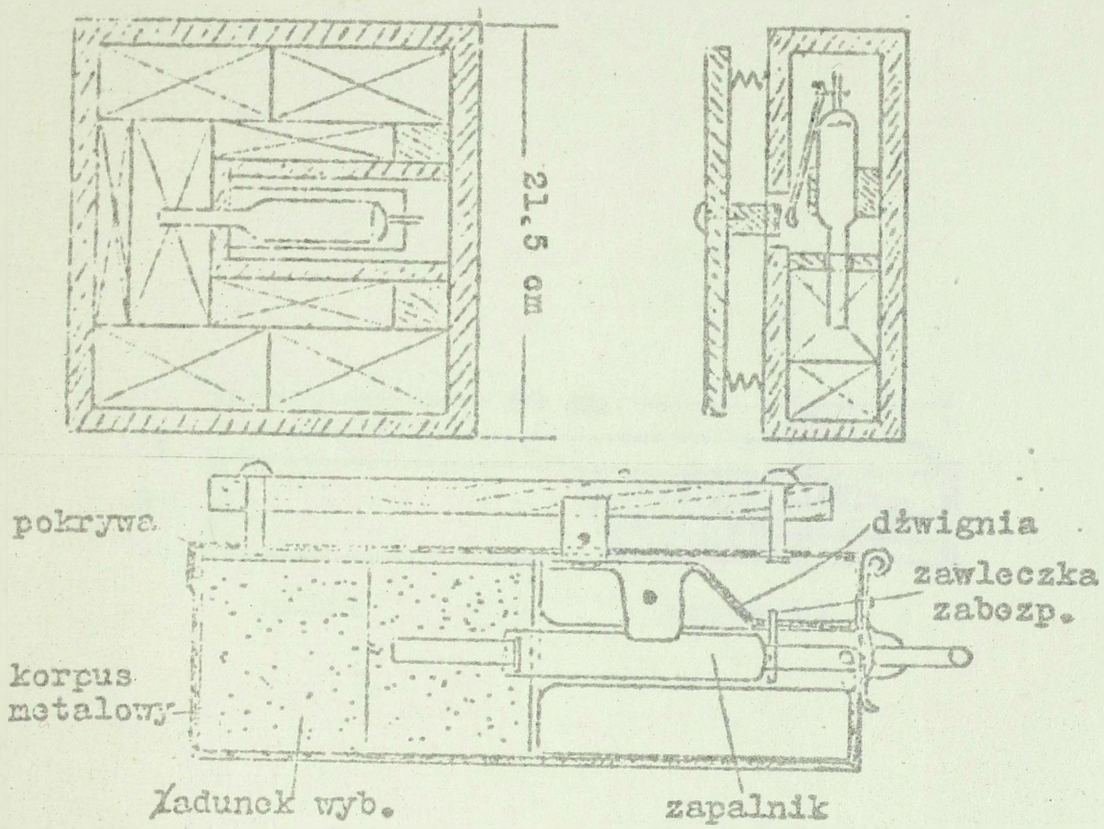 21,5 cm
pokrywa
dźwignia
zawleczka
zabezp.
korpus
metalowy
Ładunek wyb.
zapalnik